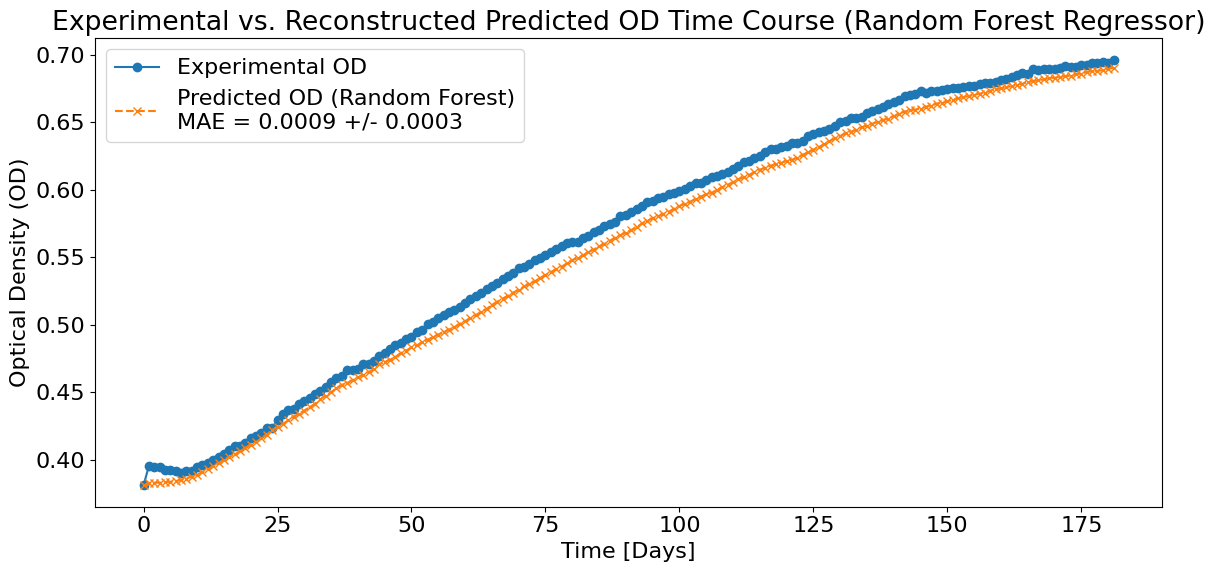 Experimental vs. Reconstructed Predicted OD Time Course (Random Forest Regressor)
Experimental OD
Predicted OD (Random Forest)
MAE = 0.0009 +/- 0.0003
Optical Density (OD)
0.70
0.65
0.60
0.55
0.50
0.45
0.40
0
25
50
75
100
125
150
175
Time [Days]